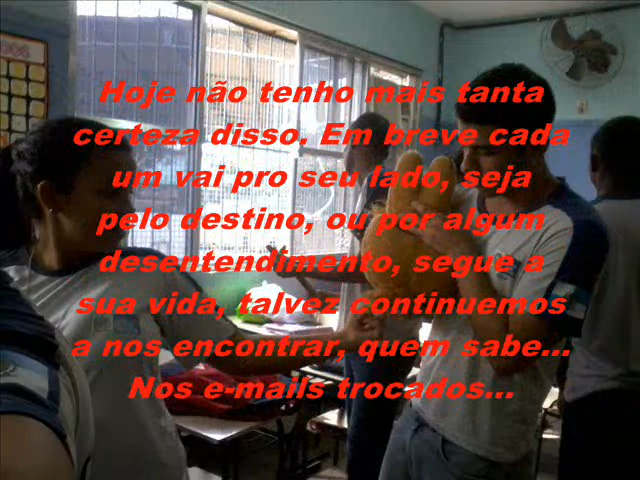 Hoje não tenho mais tanta
certeza disso. Em breve cada
um vai pro seu lado, seja
pelo destino, ou por algum
desentendimento, segue a
sua vida, talvez continuemos
a nos encontrar, quem sabe...
Nos e-mails trocados...